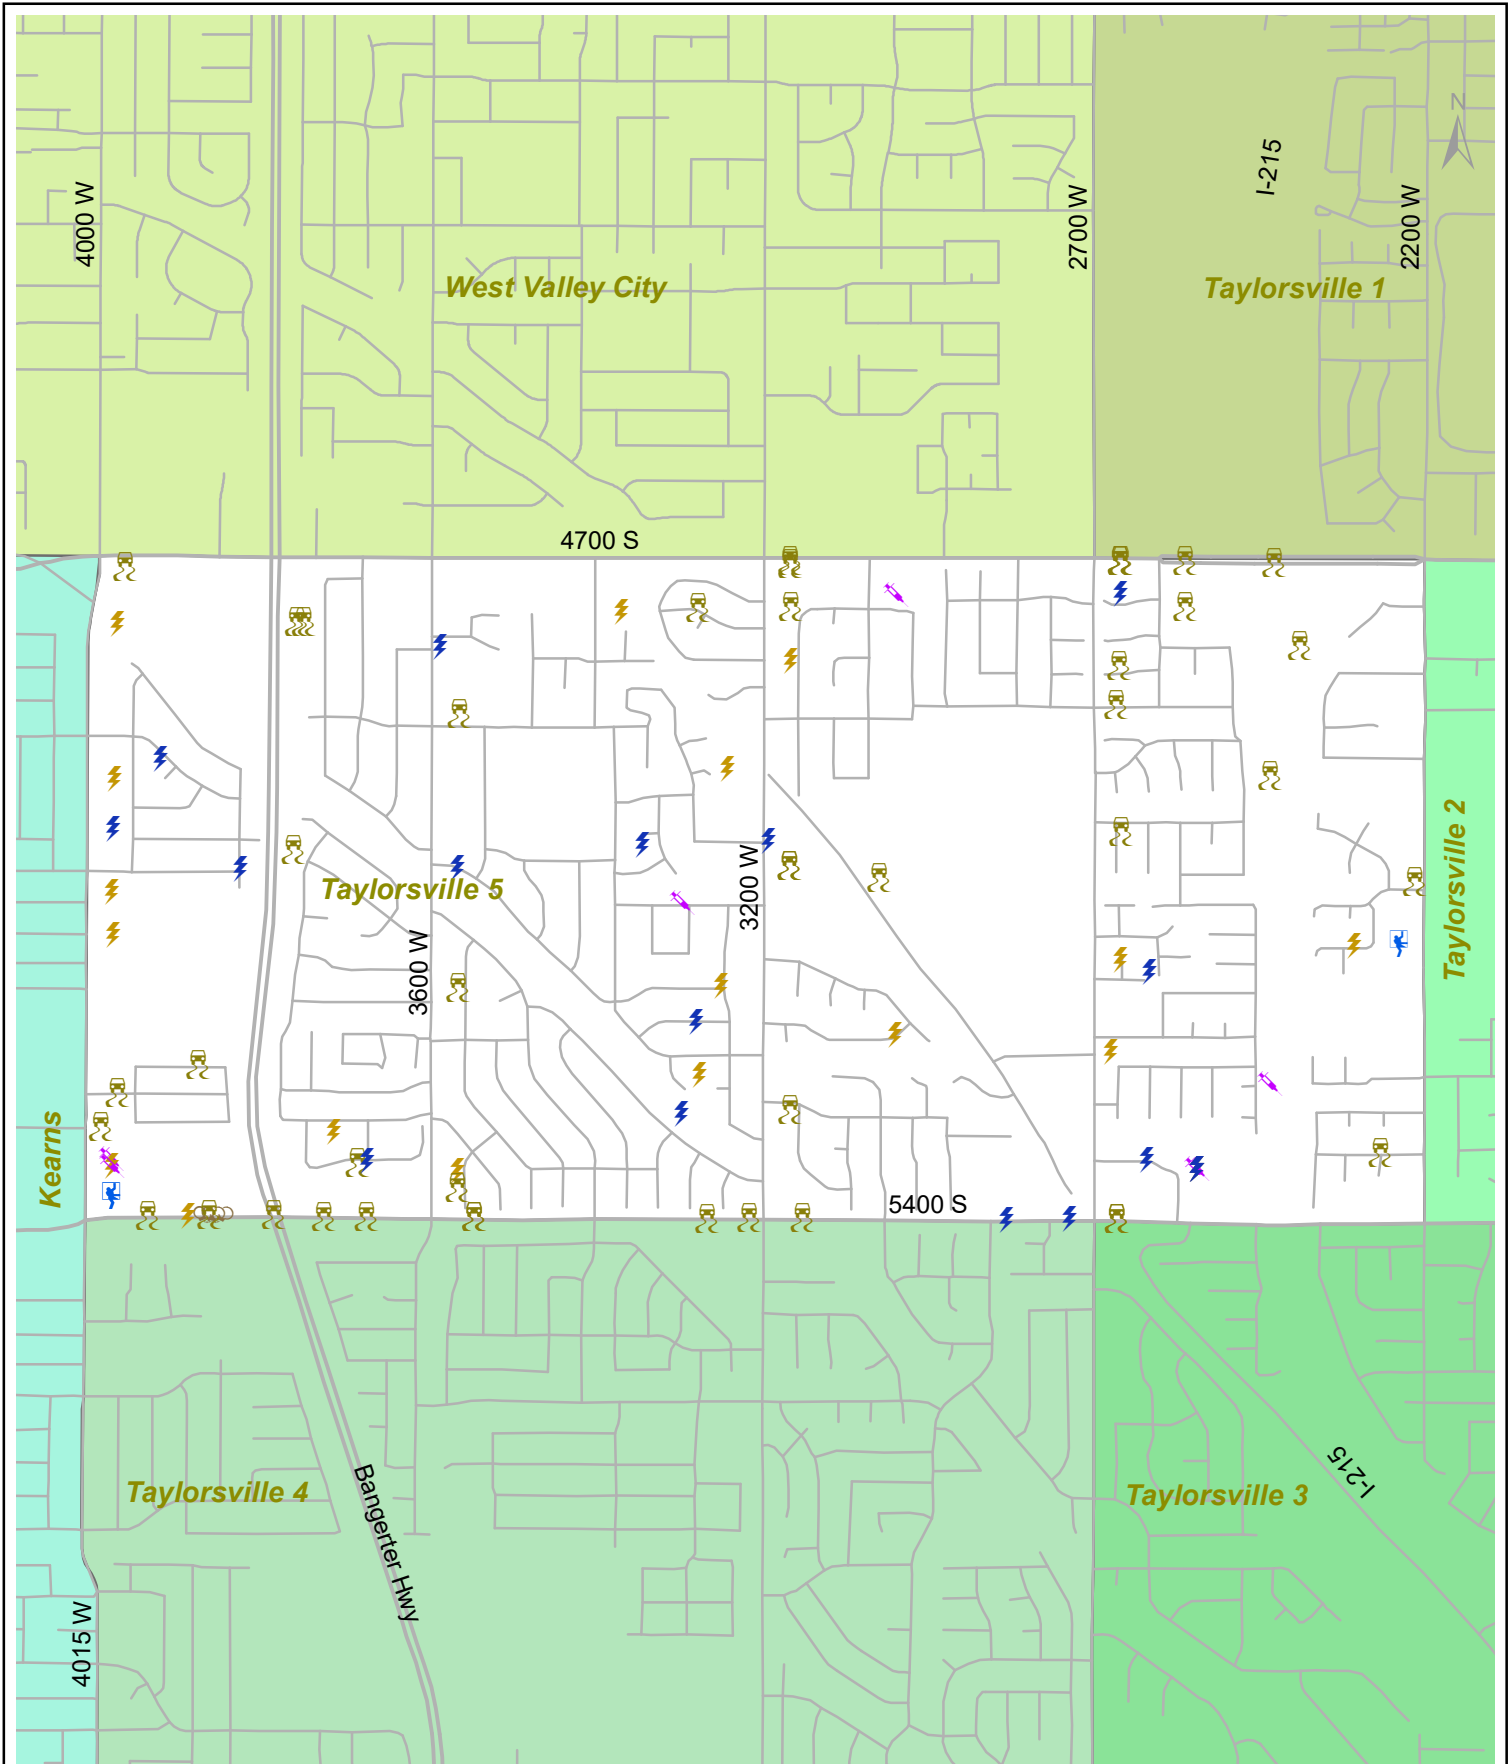 N
I-215
4000 W
2700 W
2200 W
West Valley City
Taylorsville 1
4700 S
Taylorsville 2
3200 W
Taylorsville 5
3600 W
Kearns
5400 S
I-215
Taylorsville 4
Taylorsville 3
Bangerter Hwy
4015 W